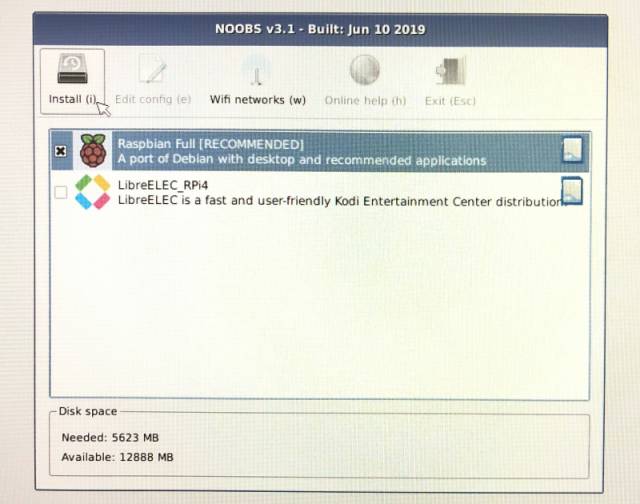 NOOBS v3.1 - Built: Jun 10 2019
Install (i) Edit config (e) Wifi networks (w) Online help (h) Exit (Esc)
Raspbian Full [RECOMMENDED]
A port of Debian with desktop and recommended applications
LibreELEC_RPi4
LibreELEC is a fast and user-friendly Kodi Entertainment Center distribution.
Disk space
Needed: 5623 MB
Available: 12888 MB